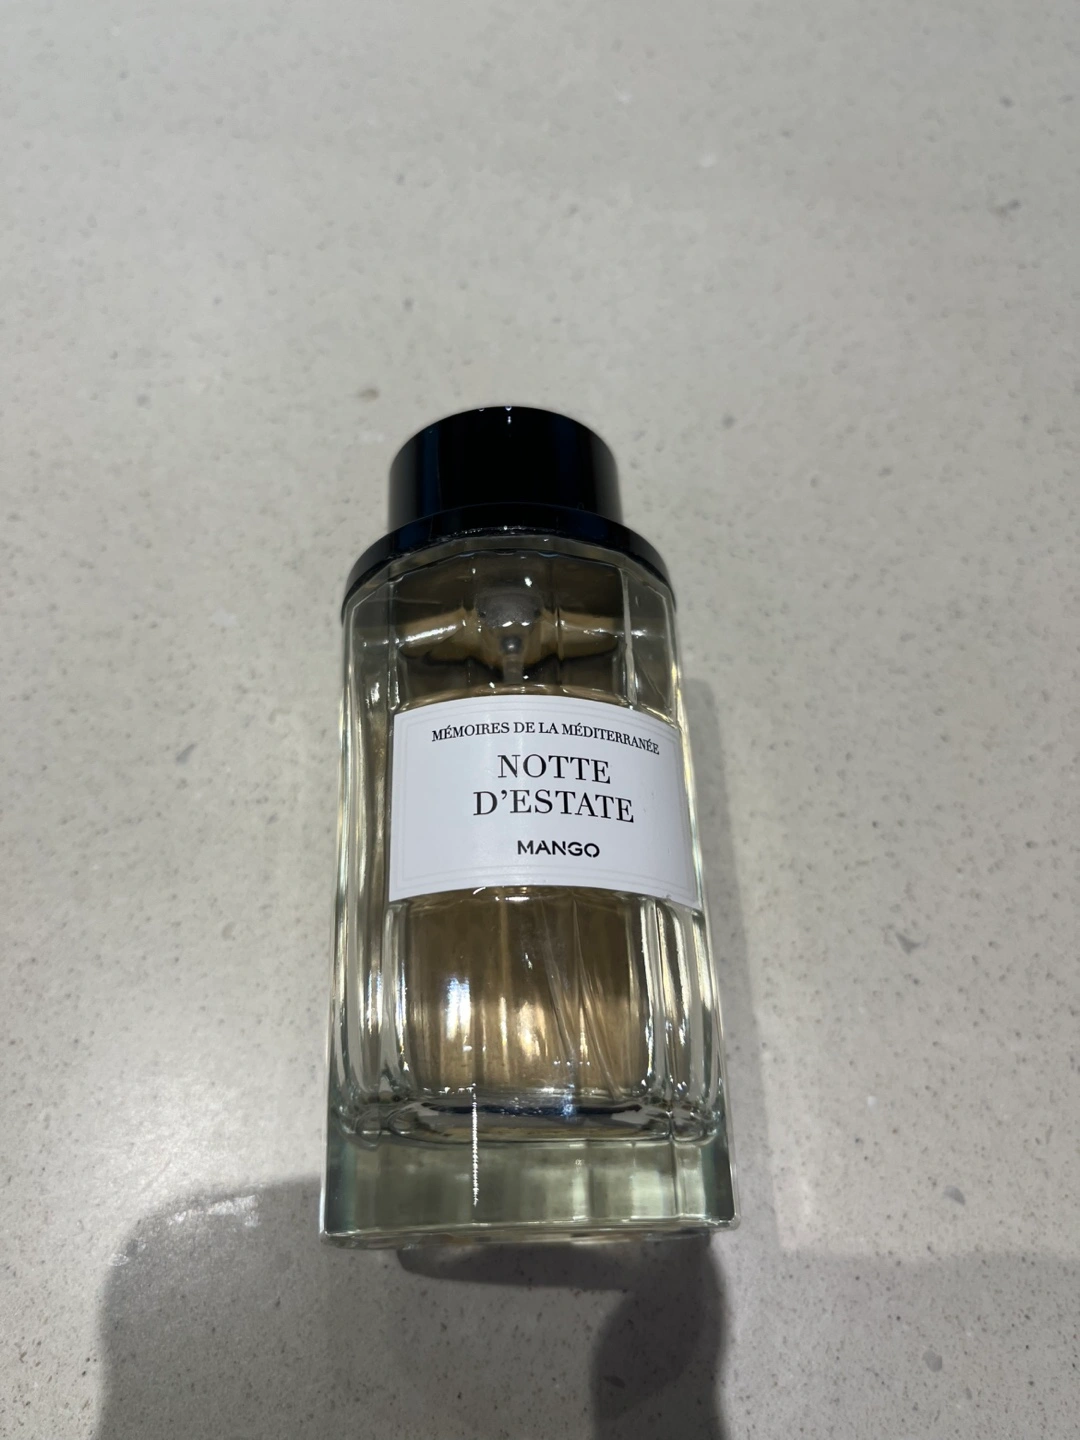 MÉMOIRES DE LA MÉDITERRANÉE
NOTTE
D’ESTATE
MANGO